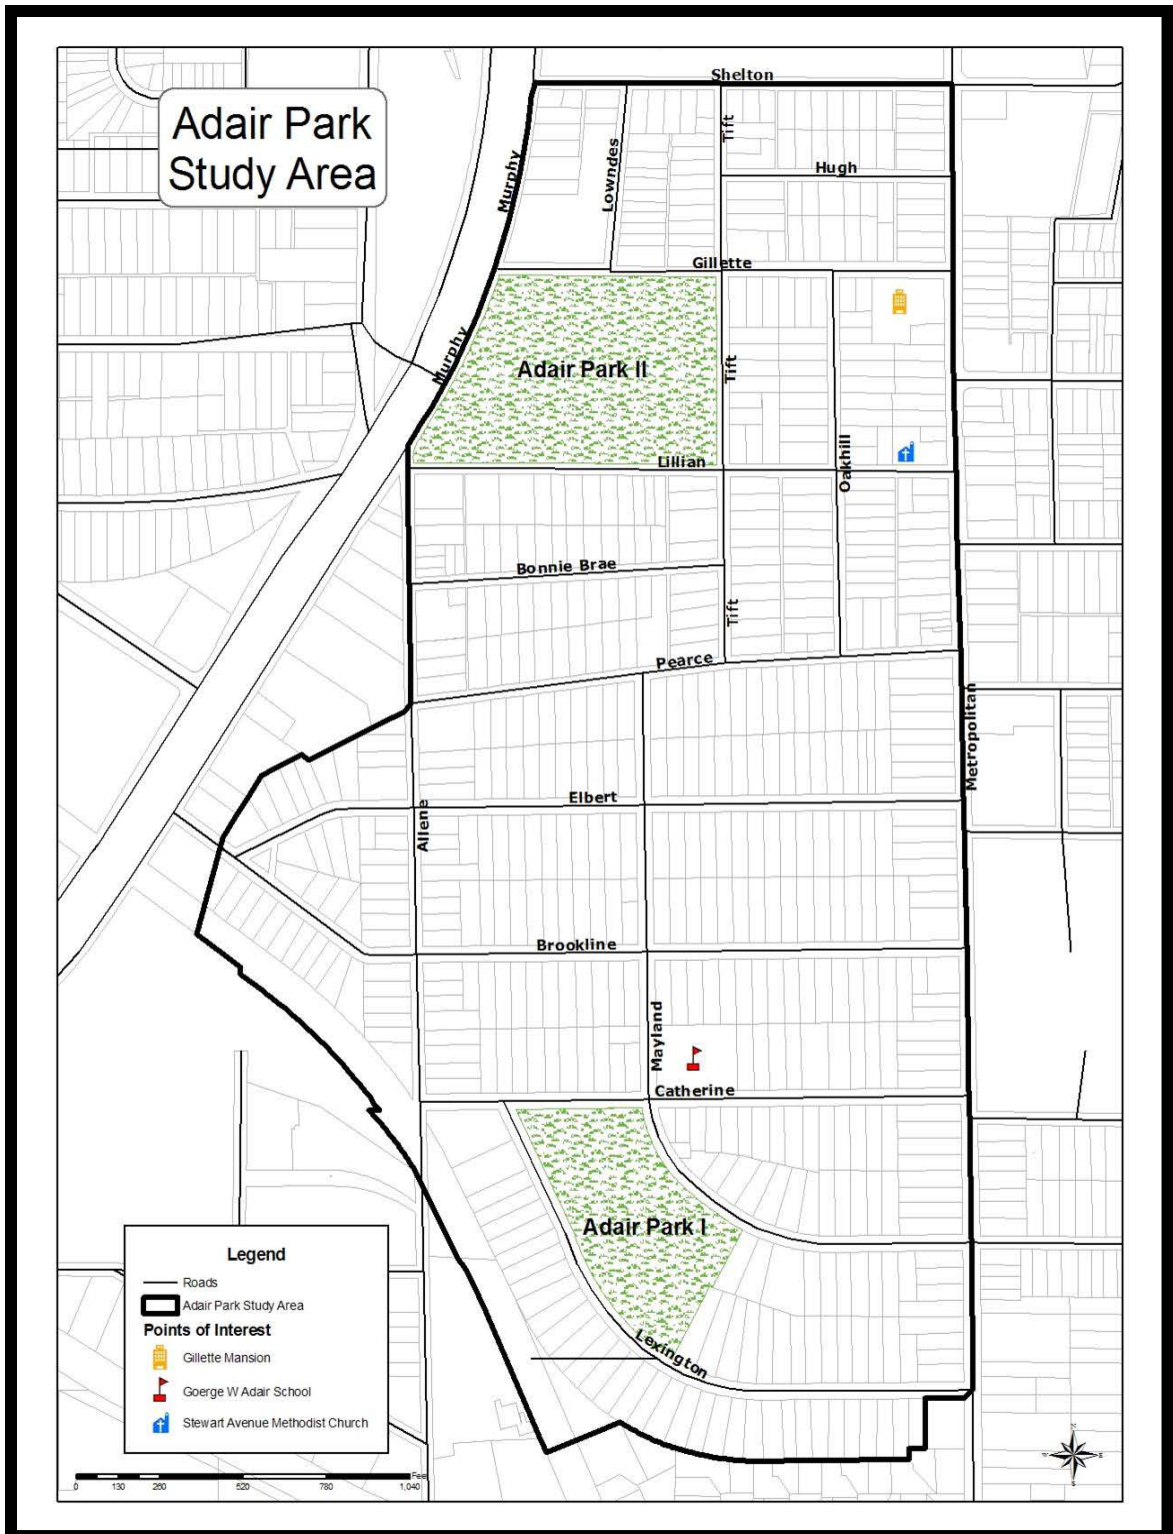 Adair Park
Study Area
Shelton
Tift
Hugh
Lowndes
Murphy
Gillette
Murphy
Adair Park II
Tift
Oakhill
Lillian
Bonnie Brae
Tift
Pearce
Metropolitan
Elbert
Allene
Brookline
Mayland
Catherine
Adair Park I
Lexington
Legend
Roads
Adair Park Study Area
Points of Interest
Gillette Mansion
Goerge W Adair School
Stewart Avenue Methodist Church
Feet
0 130 260 520 780 1,040